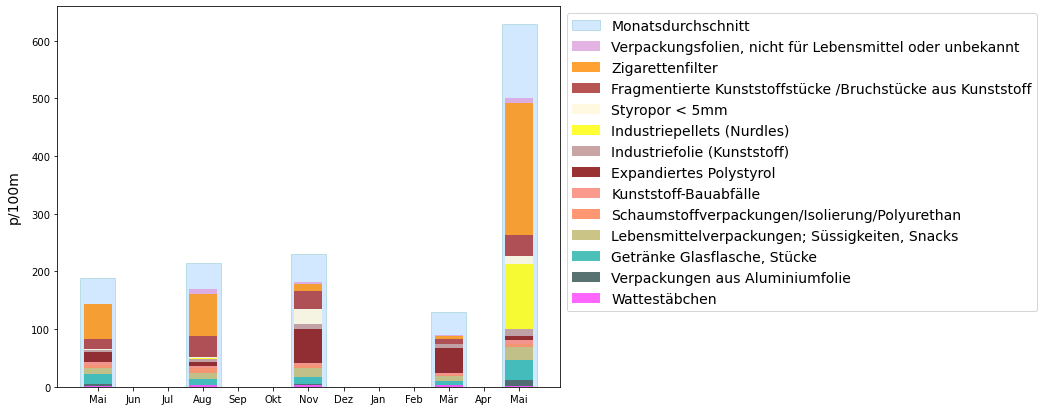 600
500
400
300
200
100
0
p/100m
Mai Jun Jul Aug Sep Okt Nov Dez Jan Feb Mär Apr Mai
Monatsdurchschnitt
Verpackungsfolien, nicht für Lebensmittel oder unbekannt
Zigarettenfilter
Fragmentierte Kunststoffstücke /Bruchstücke aus Kunststoff
Styropor < 5mm
Industriepellets (Nurdles)
Industriefolie (Kunststoff)
Expandiertes Polystyrol
Kunststoff-Bauabfälle
Schaumstoffverpackungen/Isolierung/Polyurethan
Lebensmittelverpackungen; Süssigkeiten, Snacks
Getränke Glasflasche, Stücke
Verpackungen aus Aluminiumfolie
Wattestäbchen